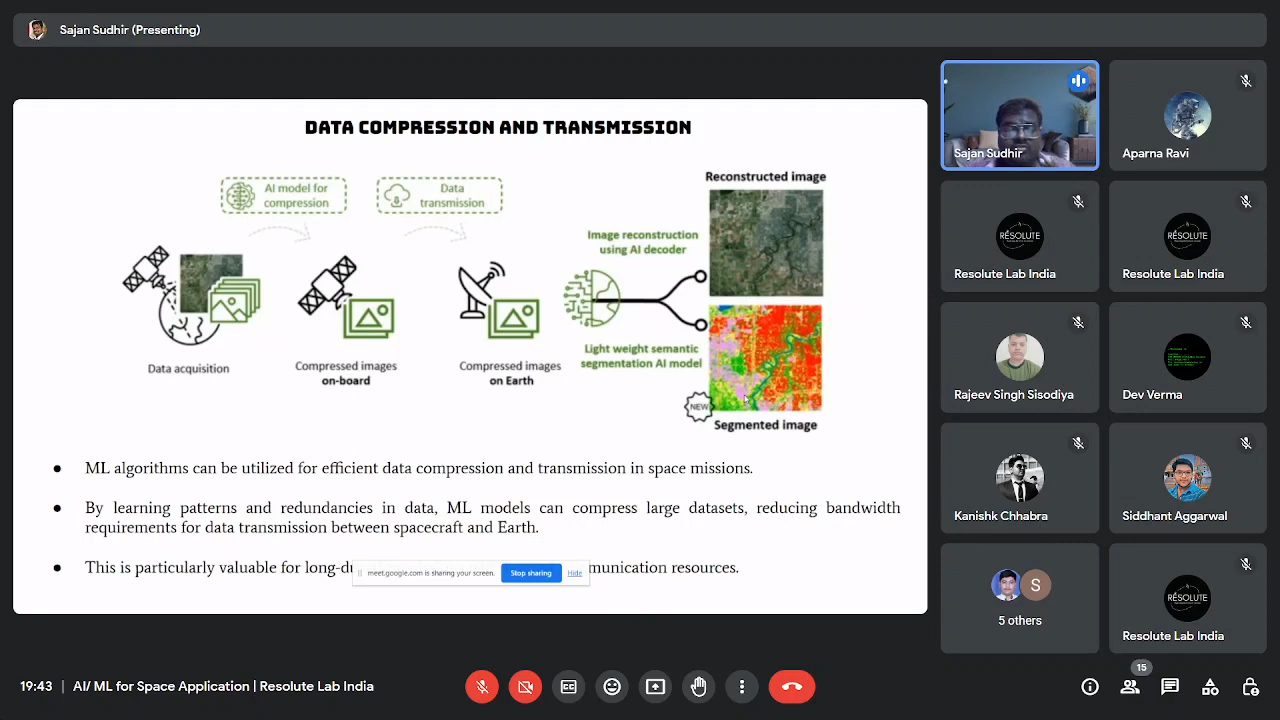 Sajan Sudhir (Presenting)
DATA COMPRESSION AND TRANSMISSION
AI model for
compression
Data
transmission
Data acquisition
Compressed images
on-board
Compressed images
on Earth
Image reconstruction
using AI decoder
Light weight semantic
segmentation AI model
Reconstructed image
NEW
Segmented image
● ML algorithms can be utilized for efficient data compression and transmission in space missions.
● By learning patterns and redundancies in data, ML models can compress large datasets, reducing bandwidth
requirements for data transmission between spacecraft and Earth.
● This is particularly valuable for long-du munication resources.
meet.google.com is sharing your screen. Stop sharing Hide
Sajan Sudhir
Aparna Ravi
RÉSOLUTE
Resolute Lab India
RÉSOLUTE
Resolute Lab India
Rajeev Singh Sisodiya
Dev Verma
Kanishk Chhabra
Siddhant Aggarwal
S
5 others
RÉSOLUTE
Resolute Lab India
19:43 | AI/ ML for Space Application | Resolute Lab India
15